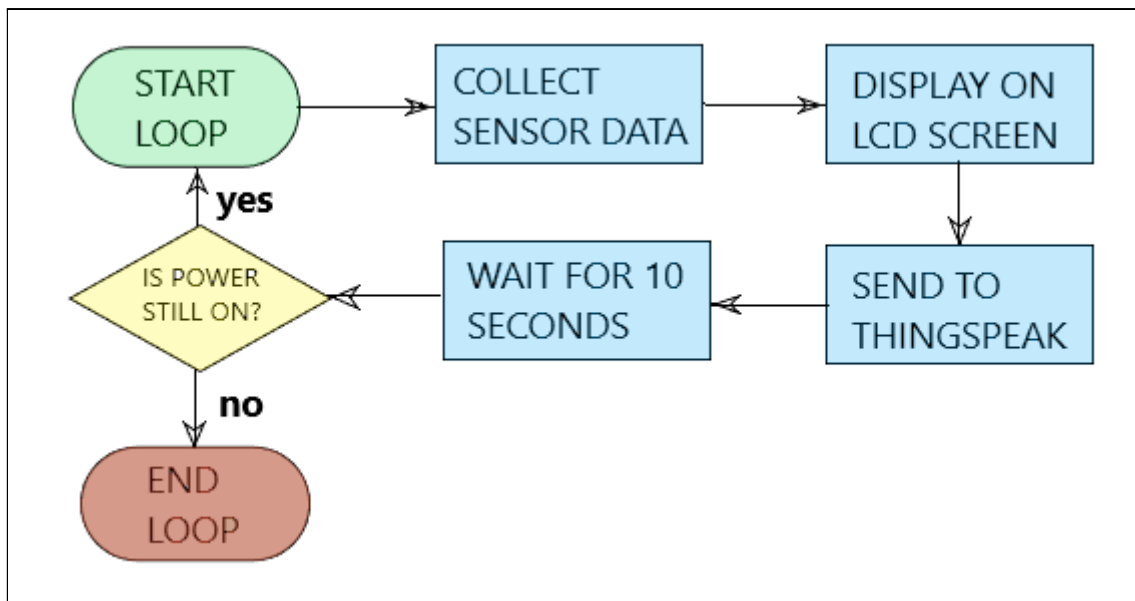 START
LOOP
COLLECT
SENSOR DATA
DISPLAY ON
LCD SCREEN
SEND TO
THINGSPEAK
WAIT FOR 10
SECONDS
IS POWER
STILL ON?
yes
no
END
LOOP